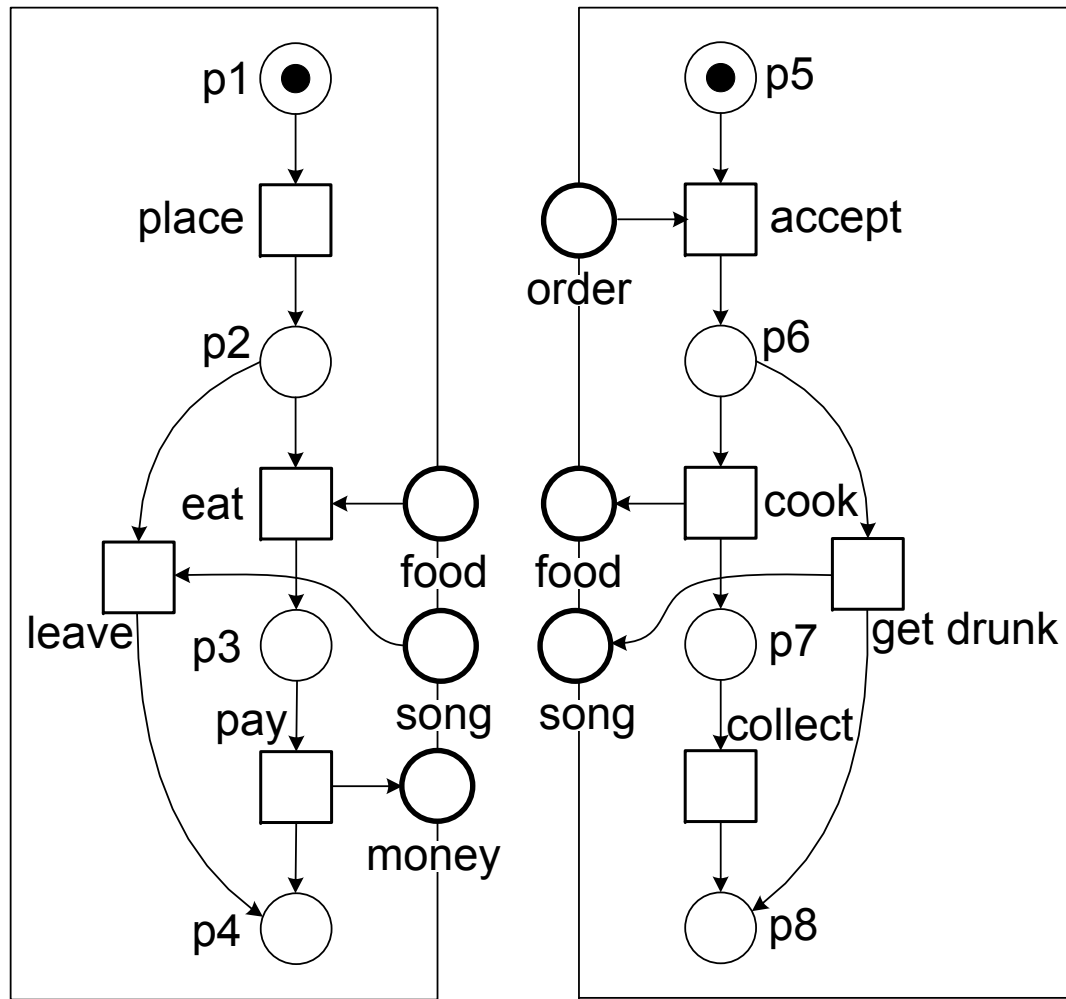 p1
place
p2
eat
food
leave
p3
song
pay
money
p4
p5
order
accept
p6
food
cook
song
p7
get drunk
collect
p8